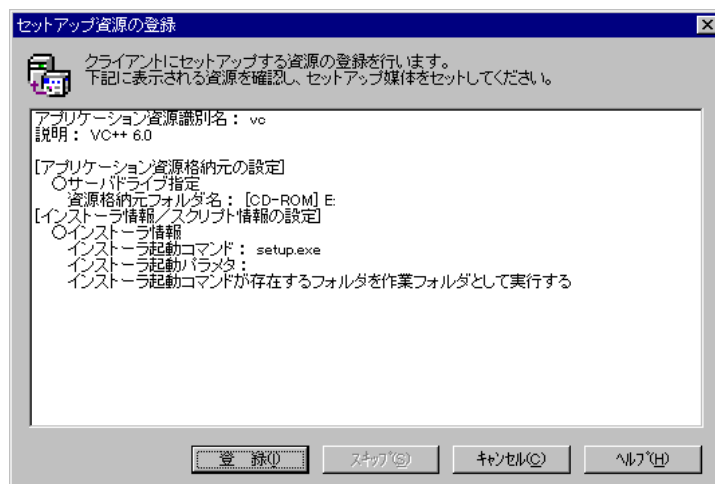 セットアップ資源の登録
クライアントにセットアップする資源の登録を行います。
下記に表示される資源を確認し、セットアップ媒体をセットしてください。
アプリケーション資源識別名： vc
説明： VC++ 6.0
[アプリケーション資源格納元の設定]
○サーバドライブ指定
資源格納元フォルダ名： [CD-ROM] E:
[インストーラ情報／スクリプト情報の設定]
○インストーラ情報
インストーラ起動コマンド： setup.exe
インストーラ起動パラメタ：
インストーラ起動コマンドが存在するフォルダを作業フォルダとして実行する
登 録(I) ｽｷｯﾌﾟ(S) ｷｬﾝｾﾙ(C) ﾍﾙﾌﾟ(H)